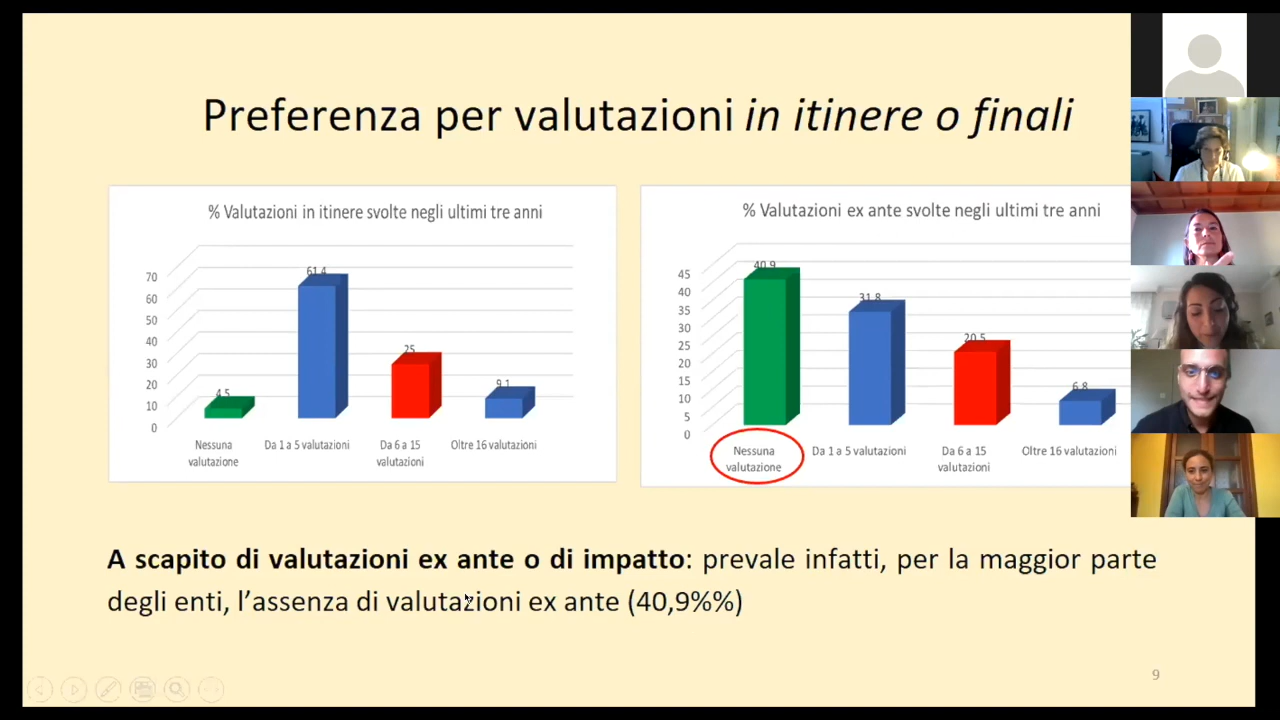 Preferenza per valutazioni in itinere o finali
% Valutazioni in itinere svolte negli ultimi tre anni
70
60
50
40
30
20
10
0
4.5
61.4
25
9.1
Nessuna
valutazione
Da 1 a 5 valutazioni
Da 6 a 15
valutazioni
Oltre 16 valutazioni
% Valutazioni ex ante svolte negli ultimi tre anni
45
40
35
30
25
20
15
10
5
0
40.9
31.8
20.5
6.8
Nessuna
valutazione
Da 1 a 5 valutazioni
Da 6 a 15
valutazioni
Oltre 16 valutazioni
A scapito di valutazioni ex ante o di impatto: prevale infatti, per la maggior parte
degli enti, l’assenza di valutazioni ex ante (40,9%%)
9